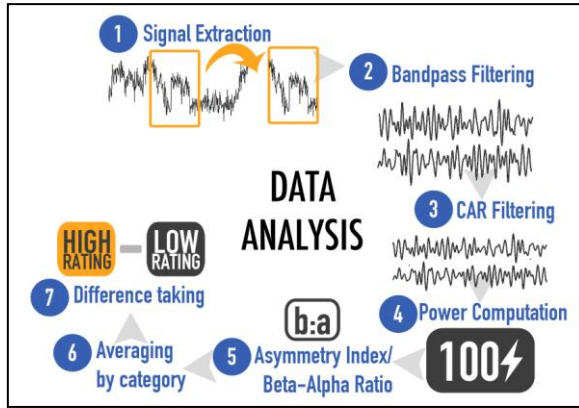 1 Signal Extraction
2 Bandpass Filtering
3 CAR Filtering
4 Power Computation
100
b:a
5 Asymmetry Index/
Beta-Alpha Ratio
6 Averaging
by category
7 Difference taking
HIGH
RATING
–
LOW
RATING
DATA
ANALYSIS